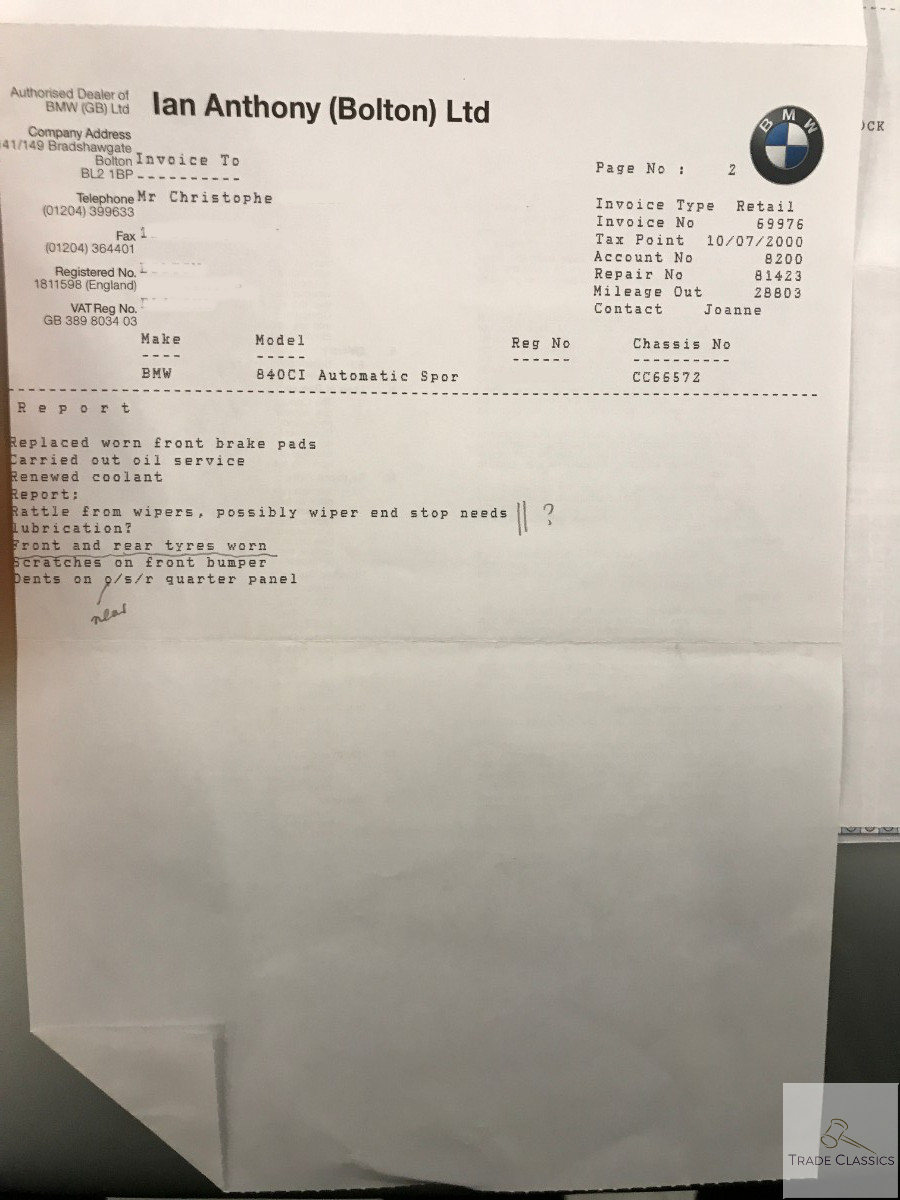 Authorised Dealer of
BMW (GB) Ltd
Ian Anthony (Bolton) Ltd
BMW
Company Address
41/149 Bradshawgate
Bolton
BL2 1BP
Invoice To
----------
Page No : 2
Telephone
(01204) 399633
Mr Christophe
Fax
(01204) 364401
1
Registered No.
1811598 (England)
VAT Reg No.
GB 389 8034 03
Invoice Type Retail
Invoice No 69976
Tax Point 10/07/2000
Account No 8200
Repair No 81423
Mileage Out 28803
Contact Joanne
Make Model Reg No Chassis No
---- ----- ------ ----------
BMW 840CI Automatic Spor CC66572
Report
Replaced worn front brake pads
Carried out oil service
Renewed coolant
Report:
Rattle from wipers, possibly wiper end stop needs || ?
lubrication?
Front and rear tyres worn
Scratches on front bumper
Dents on o/s/r quarter panel
near
OCK
TRADE CLASSICS